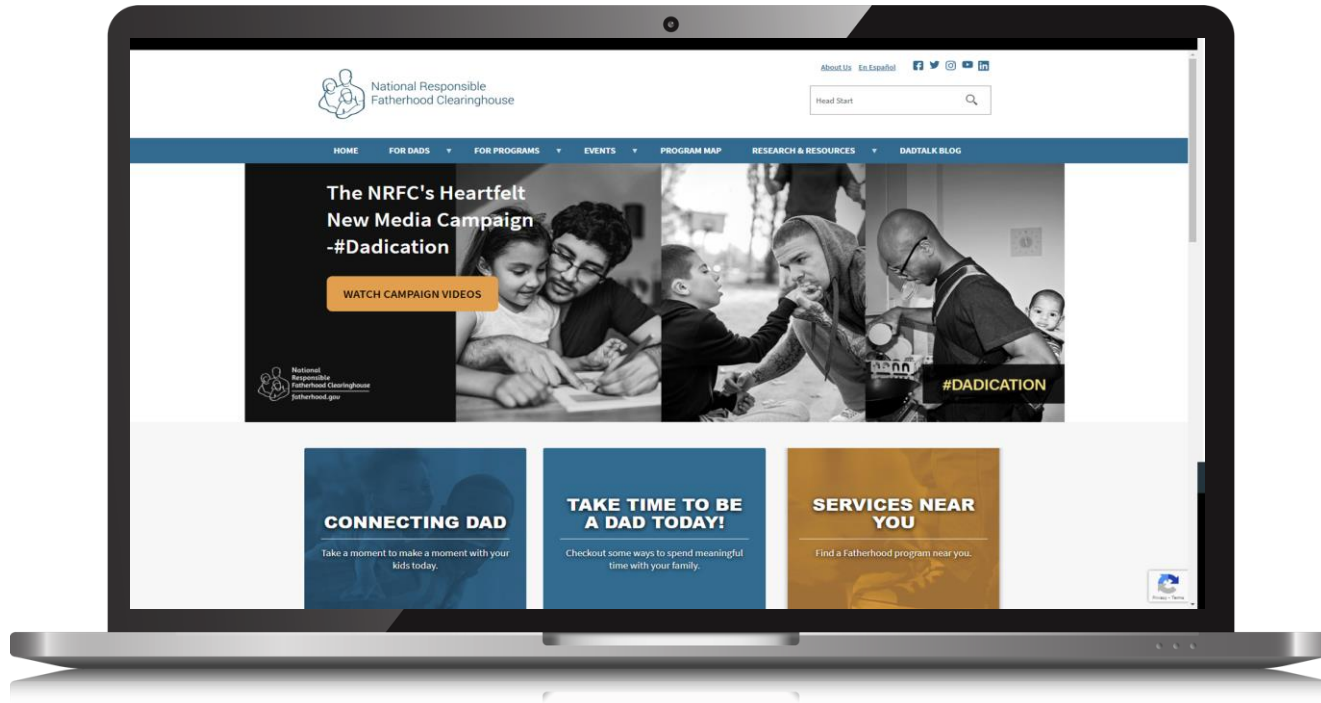 About Us En Español
National Responsible
Fatherhood Clearinghouse
Head Start
HOME FOR DADS FOR PROGRAMS EVENTS PROGRAM MAP RESEARCH & RESOURCES DADTALK BLOG
The NRFC's Heartfelt
New Media Campaign
-#Dadication
WATCH CAMPAIGN VIDEOS
National
Responsible
Fatherhood Clearinghouse
fatherhood.gov
#DADICATION
CONNECTING DAD
Take a moment to make a moment with your
kids today.
TAKE TIME TO BE
A DAD TODAY!
Checkout some ways to spend meaningful
time with your family.
SERVICES NEAR
YOU
Find a Fatherhood program near you.
Privacy - Terms